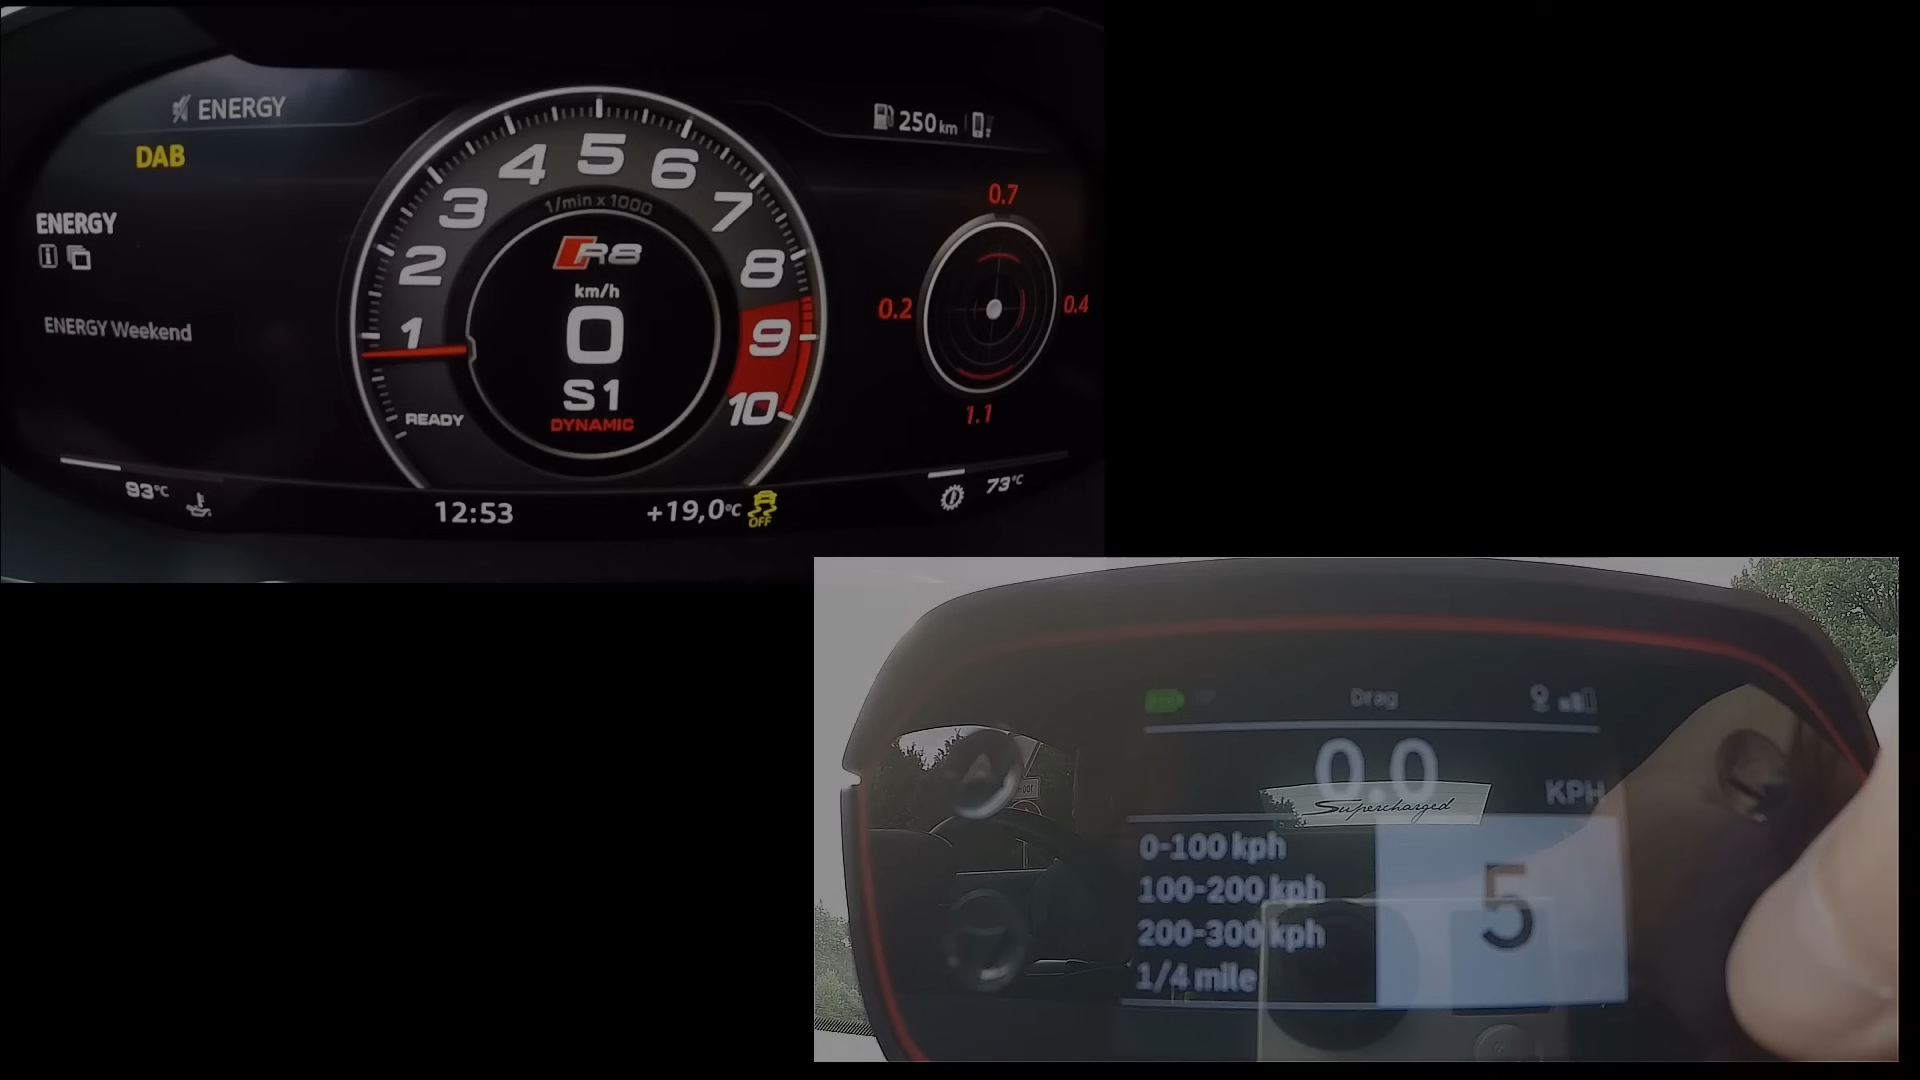 ENERGY
250 km
DAB
ENERGY
ENERGY Weekend
1
2
3
4
5
6
7
8
9
10
1/min x 1000
R8
km/h
0
S1
DYNAMIC
READY
0.7
0.2
0.4
1.1
93°C
12:53
+19,0°C
OFF
73°C
Drag
0.0
KPH
Supercharged
0-100 kph
100-200 kph
200-300 kph
1/4 mile
5